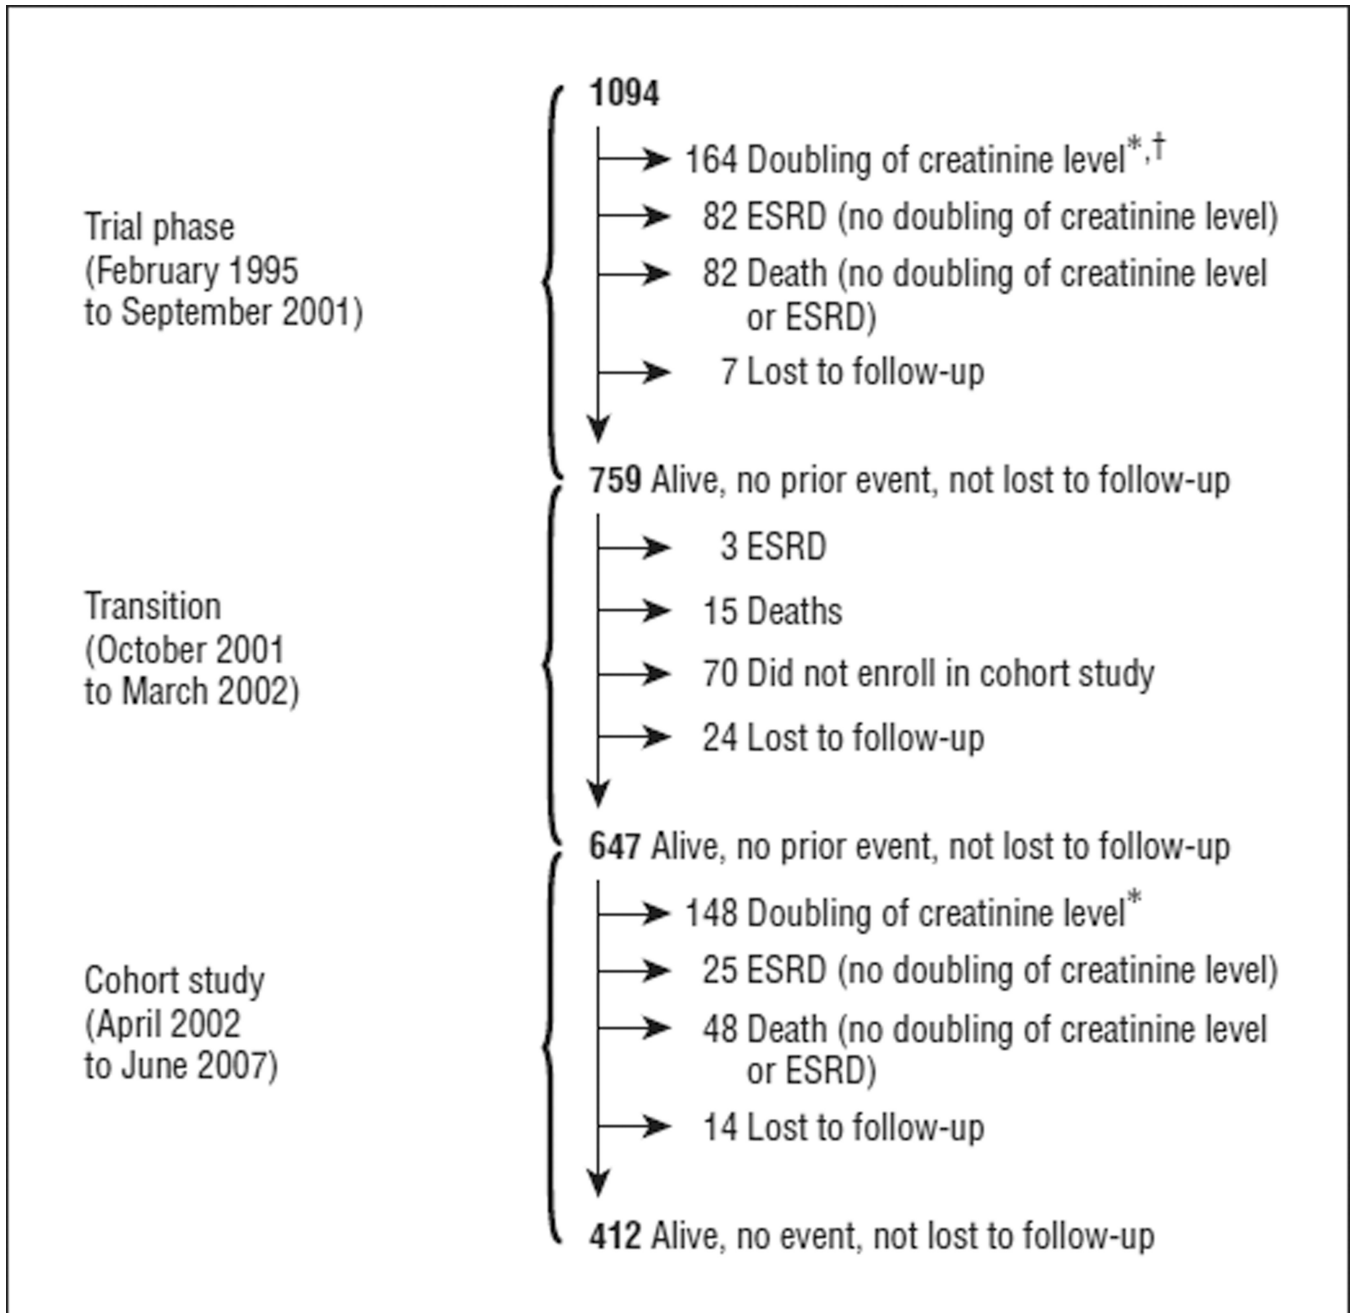 1094
164 Doubling of creatinine level*,†
82 ESRD (no doubling of creatinine level)
82 Death (no doubling of creatinine level
or ESRD)
7 Lost to follow-up
Trial phase
(February 1995
to September 2001)
759 Alive, no prior event, not lost to follow-up
3 ESRD
15 Deaths
70 Did not enroll in cohort study
24 Lost to follow-up
Transition
(October 2001
to March 2002)
647 Alive, no prior event, not lost to follow-up
148 Doubling of creatinine level*
25 ESRD (no doubling of creatinine level)
48 Death (no doubling of creatinine level
or ESRD)
14 Lost to follow-up
Cohort study
(April 2002
to June 2007)
412 Alive, no event, not lost to follow-up